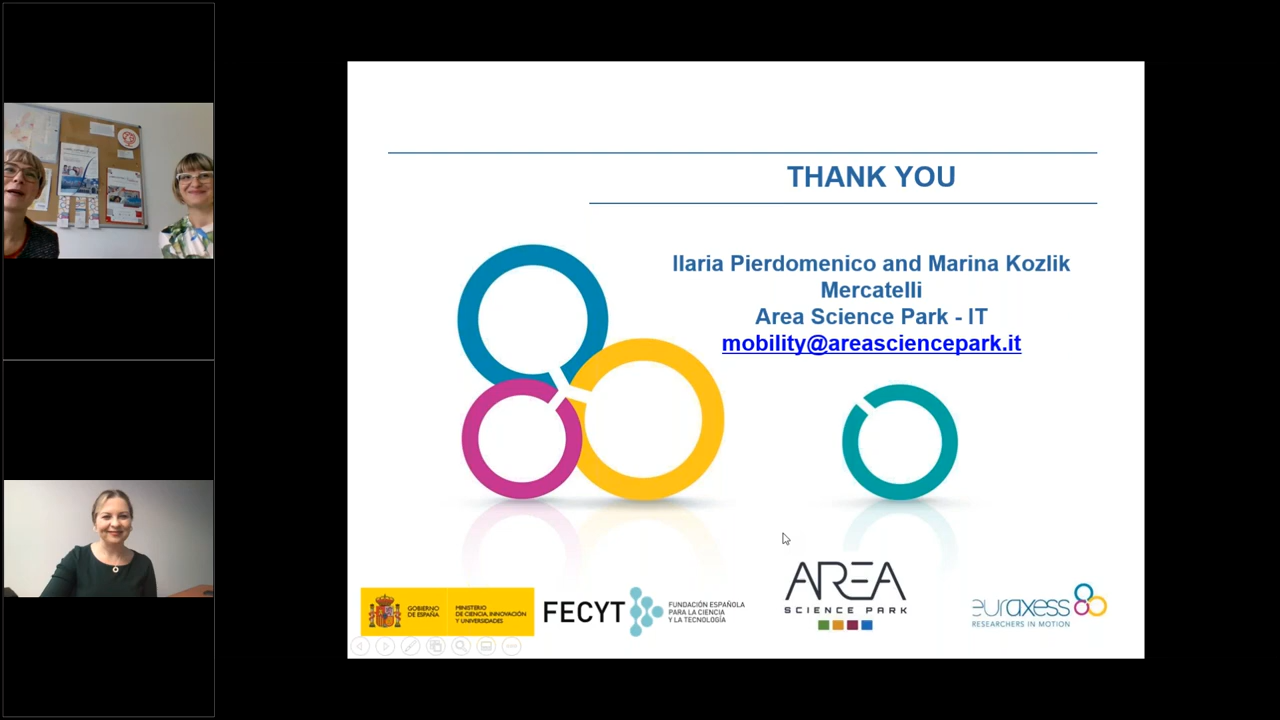 THANK YOU
Ilaria Pierdomenico and Marina Kozlik
Mercatelli
Area Science Park - IT
mobility@areasciencepark.it
GOBIERNO
DE ESPAÑA
MINISTERIO
DE CIENCIA, INNOVACIÓN
Y UNIVERSIDADES
FECYT
FUNDACIÓN ESPAÑOLA
PARA LA CIENCIA
Y LA TECNOLOGÍA
AREA
SCIENCE PARK
euraxess
RESEARCHERS IN MOTION